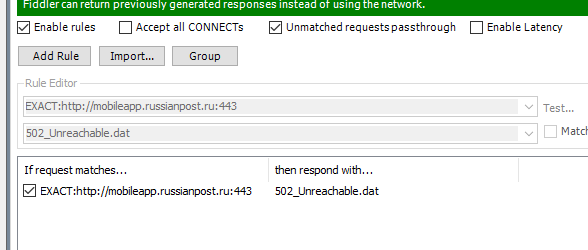 Fiddler can return previously generated responses instead of using the network.
Enable rules Accept all CONNECTs Unmatched requests passthrough Enable Latency
Add Rule Import... Group
Rule Editor
EXACT:http://mobileapp.russianpost.ru:443 Test...
502_Unreachable.dat Match
If request matches... then respond with...
EXACT:http://mobileapp.russianpost.ru:443 502_Unreachable.dat